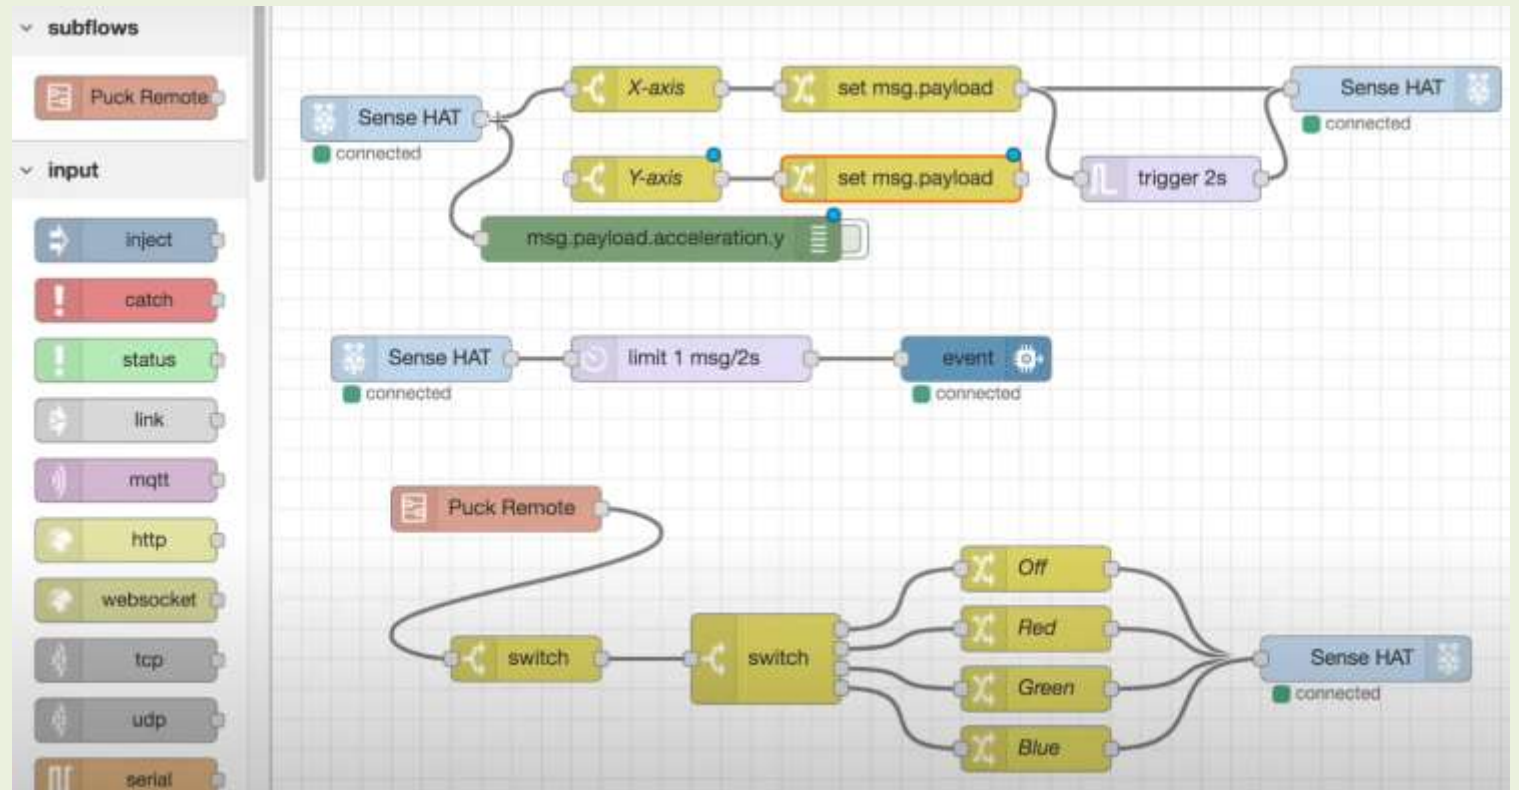 subflows
Puck Remote
input
inject
catch
status
link
mqtt
http
websocket
tcp
udp
serial
Sense HAT
connected
X-axis
set msg.payload
Sense HAT
connected
Y-axis
set msg.payload
trigger 2s
msg.payload.acceleration.y
Sense HAT
connected
limit 1 msg/2s
event
connected
Puck Remote
switch
switch
Off
Red
Green
Blue
Sense HAT
connected